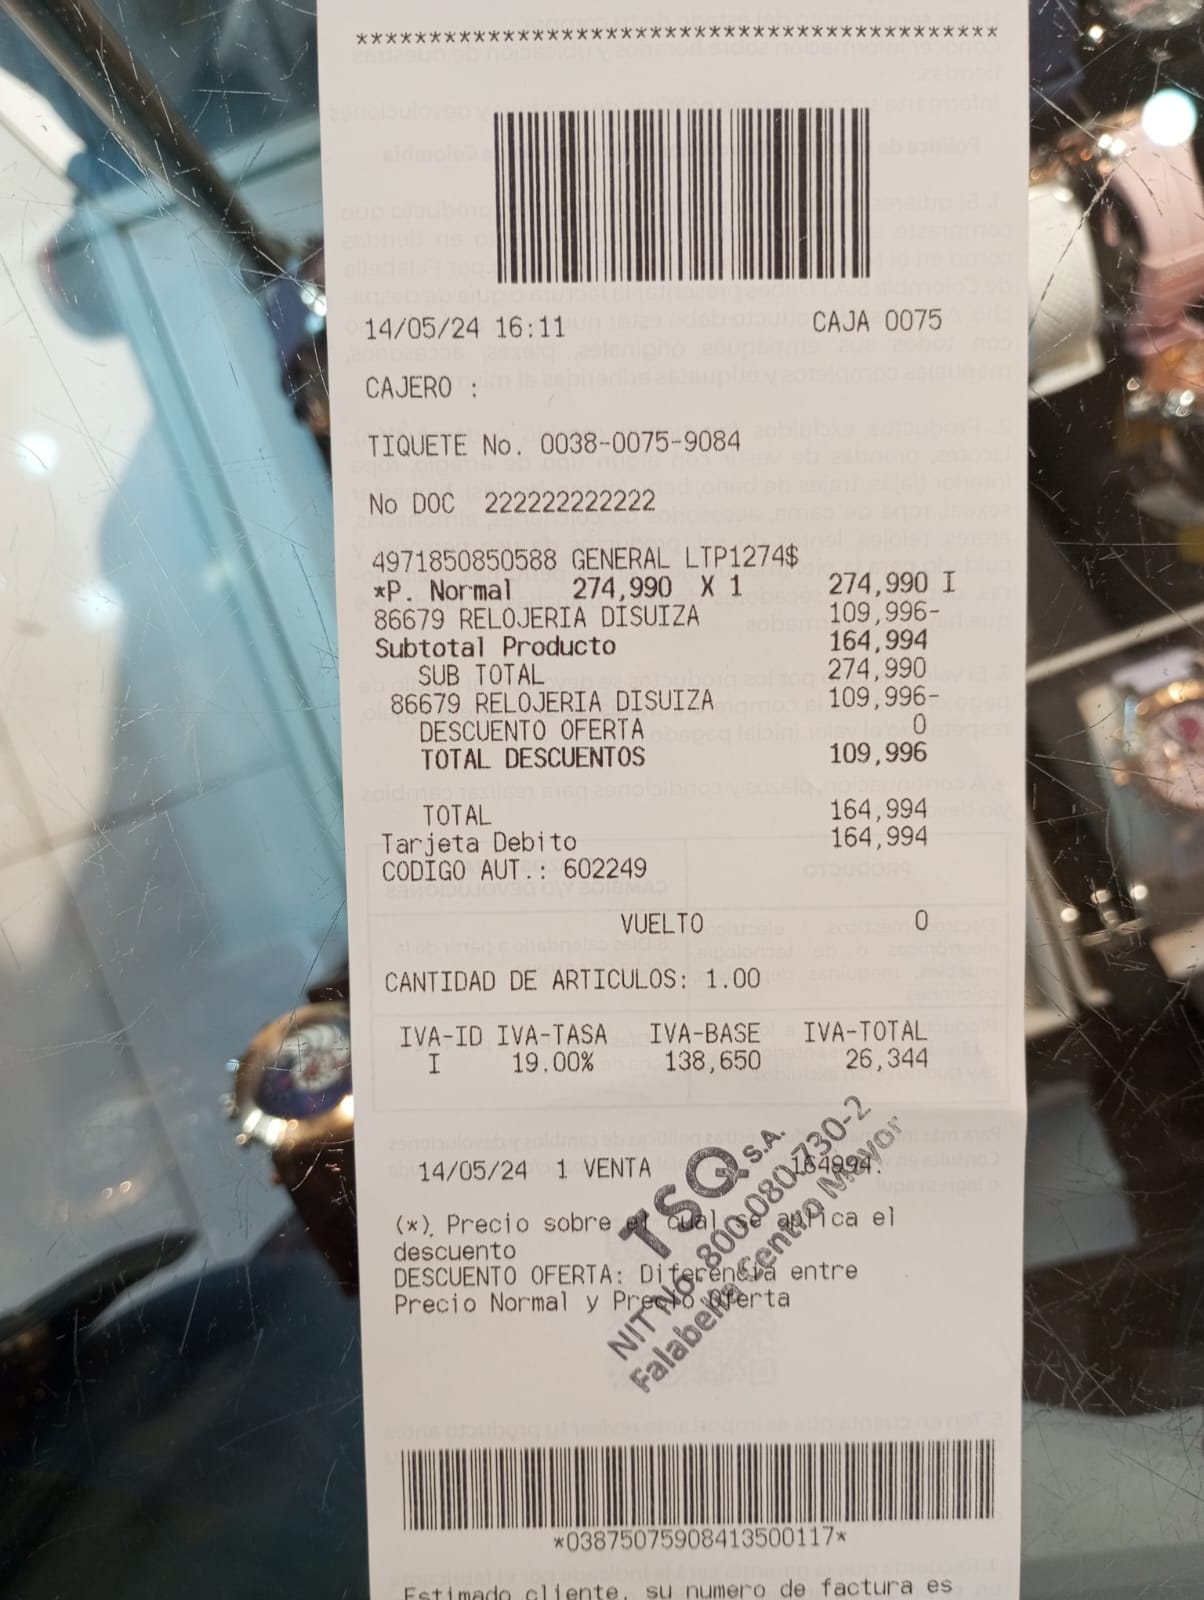 ********************************************
14/05/24 16:11 CAJA 0075
CAJERO :
TIQUETE No. 0038-0075-9084
No DOC 222222222222
4971850850588 GENERAL LTP1274$
*P. Normal 274,990 X 1 274,990 I
86679 RELOJERIA DISUIZA 109,996-
Subtotal Producto 164,994
SUB TOTAL 274,990
86679 RELOJERIA DISUIZA 109,996-
DESCUENTO OFERTA 0
TOTAL DESCUENTOS 109,996
TOTAL 164,994
Tarjeta Debito 164,994
CODIGO AUT.: 602249
VUELTO 0
CANTIDAD DE ARTICULOS: 1.00
IVA-ID IVA-TASA IVA-BASE IVA-TOTAL
I 19.00% 138,650 26,344
14/05/24 1 VENTA 164994.
(*) Precio sobre el cual se aplica el
descuento
DESCUENTO OFERTA: Diferencia entre
Precio Normal y Precio Oferta
TSQ S.A.
NIT No. 800.080.730-2
Falabella Centro Mayor
*03875075908413500117*
Estimado cliente, su numero de factura es